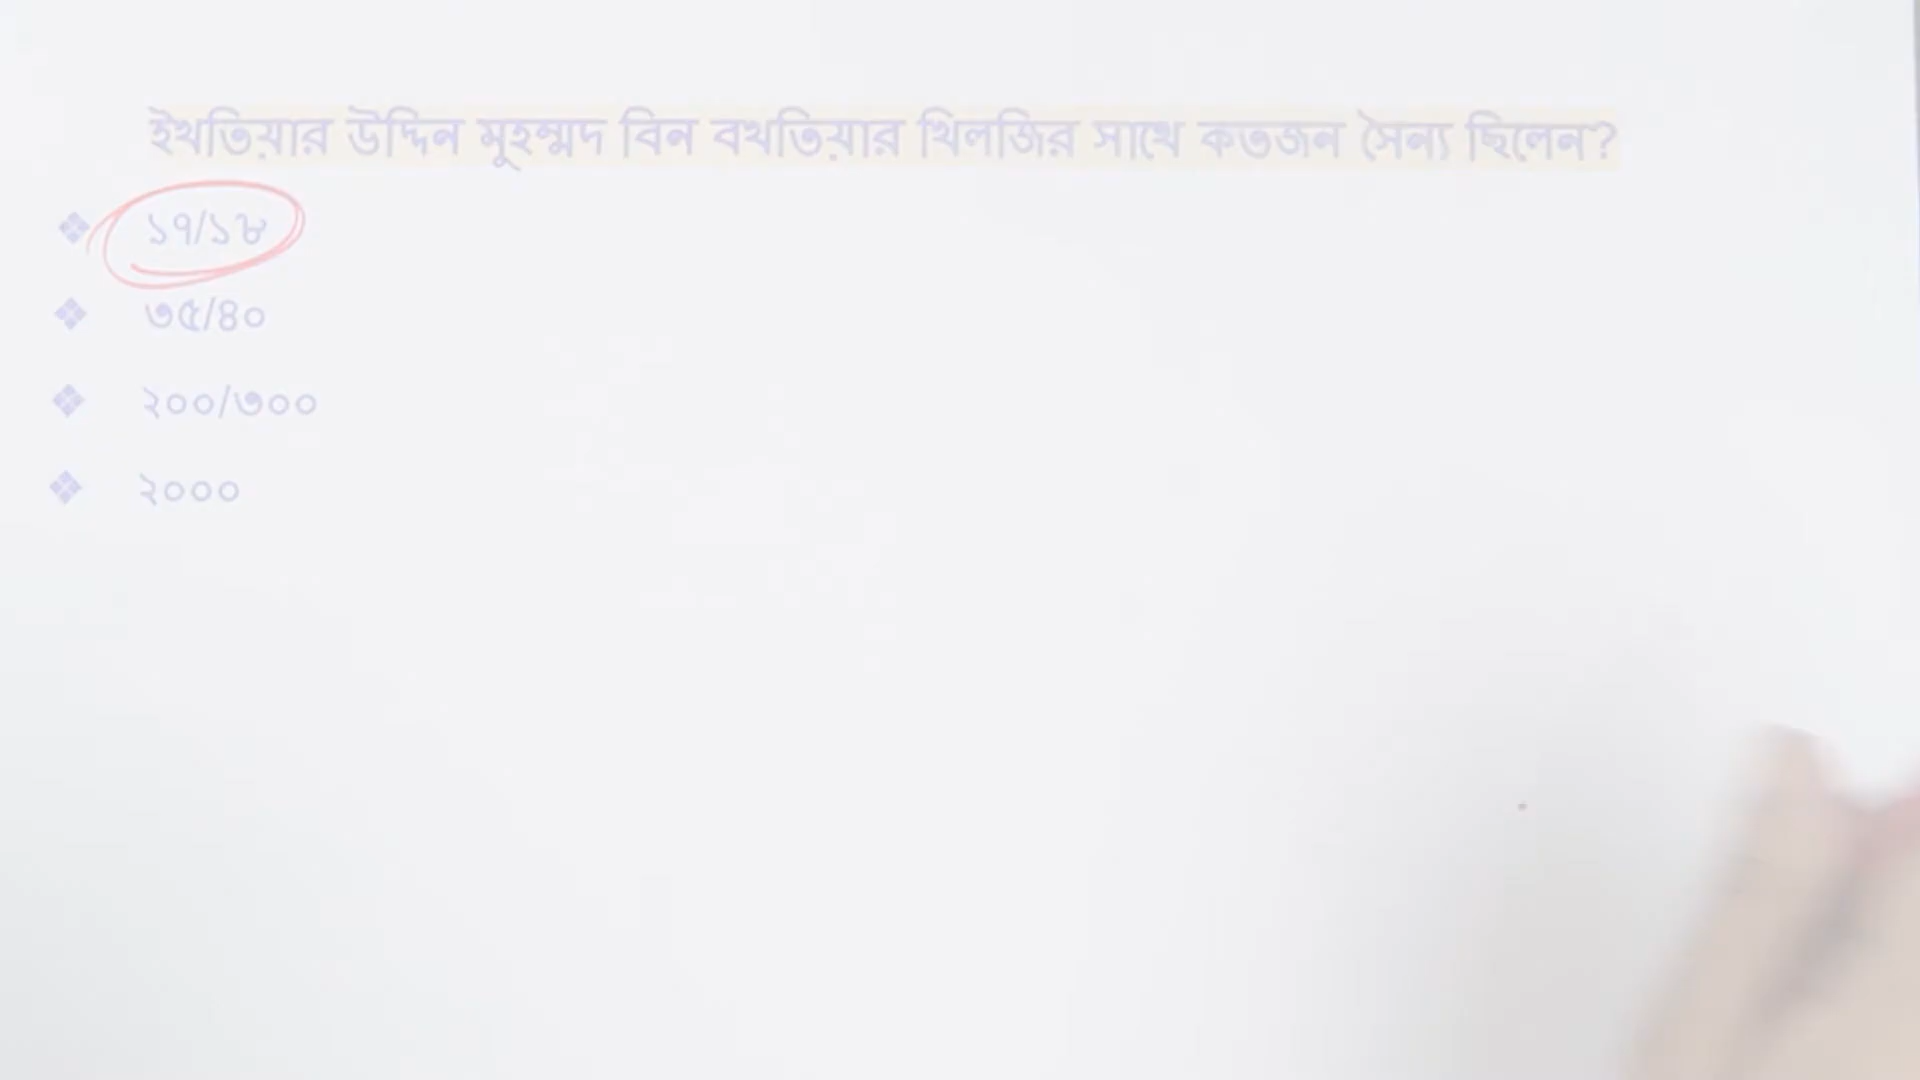 ইখতিয়ার উদ্দিন মুহম্মদ বিন বখতিয়ার খিলজির সাথে কতজন সৈন্য ছিলেন?
❖ ১৭/১৮
❖ ৩৫/৪০
❖ ২০০/৩০০
❖ ২০০০